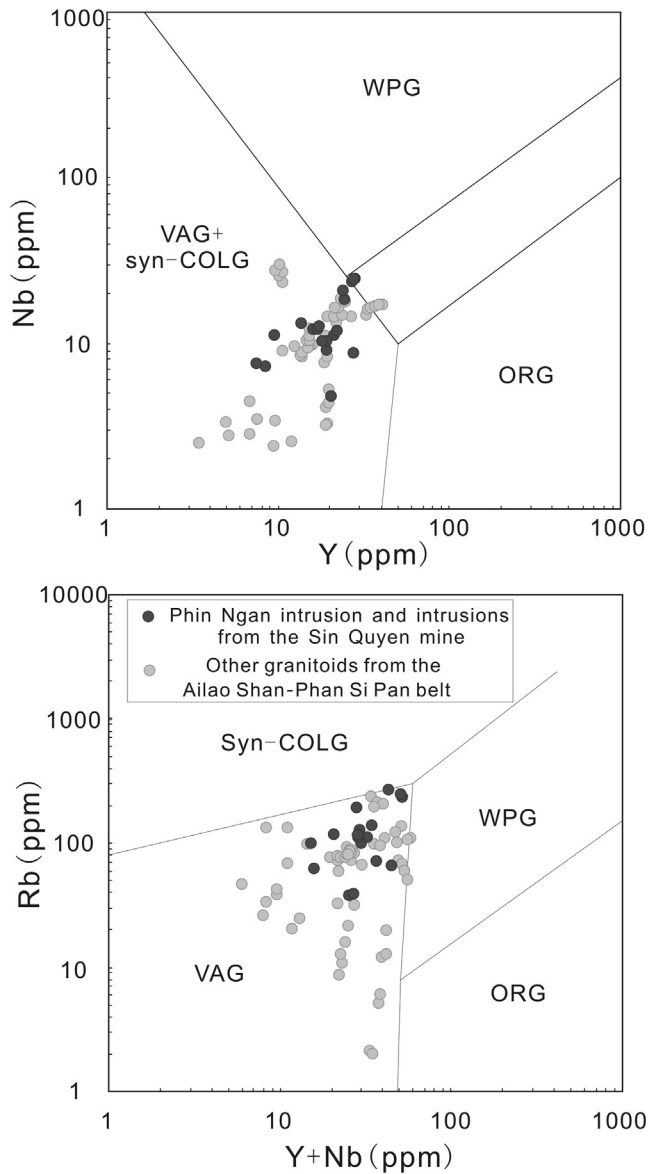 1000
WPG
100
Nb(ppm)
VAG+
syn-COLG
10
ORG
1
1 10 100 1000
Y(ppm)
10000
Phin Ngan intrusion and intrusions
from the Sin Quyen mine
Other granitoids from the
Ailao Shan-Phan Si Pan belt
1000
Syn-COLG
WPG
100
Rb(ppm)
10
VAG
ORG
1
1 10 100 1000
Y+Nb(ppm)